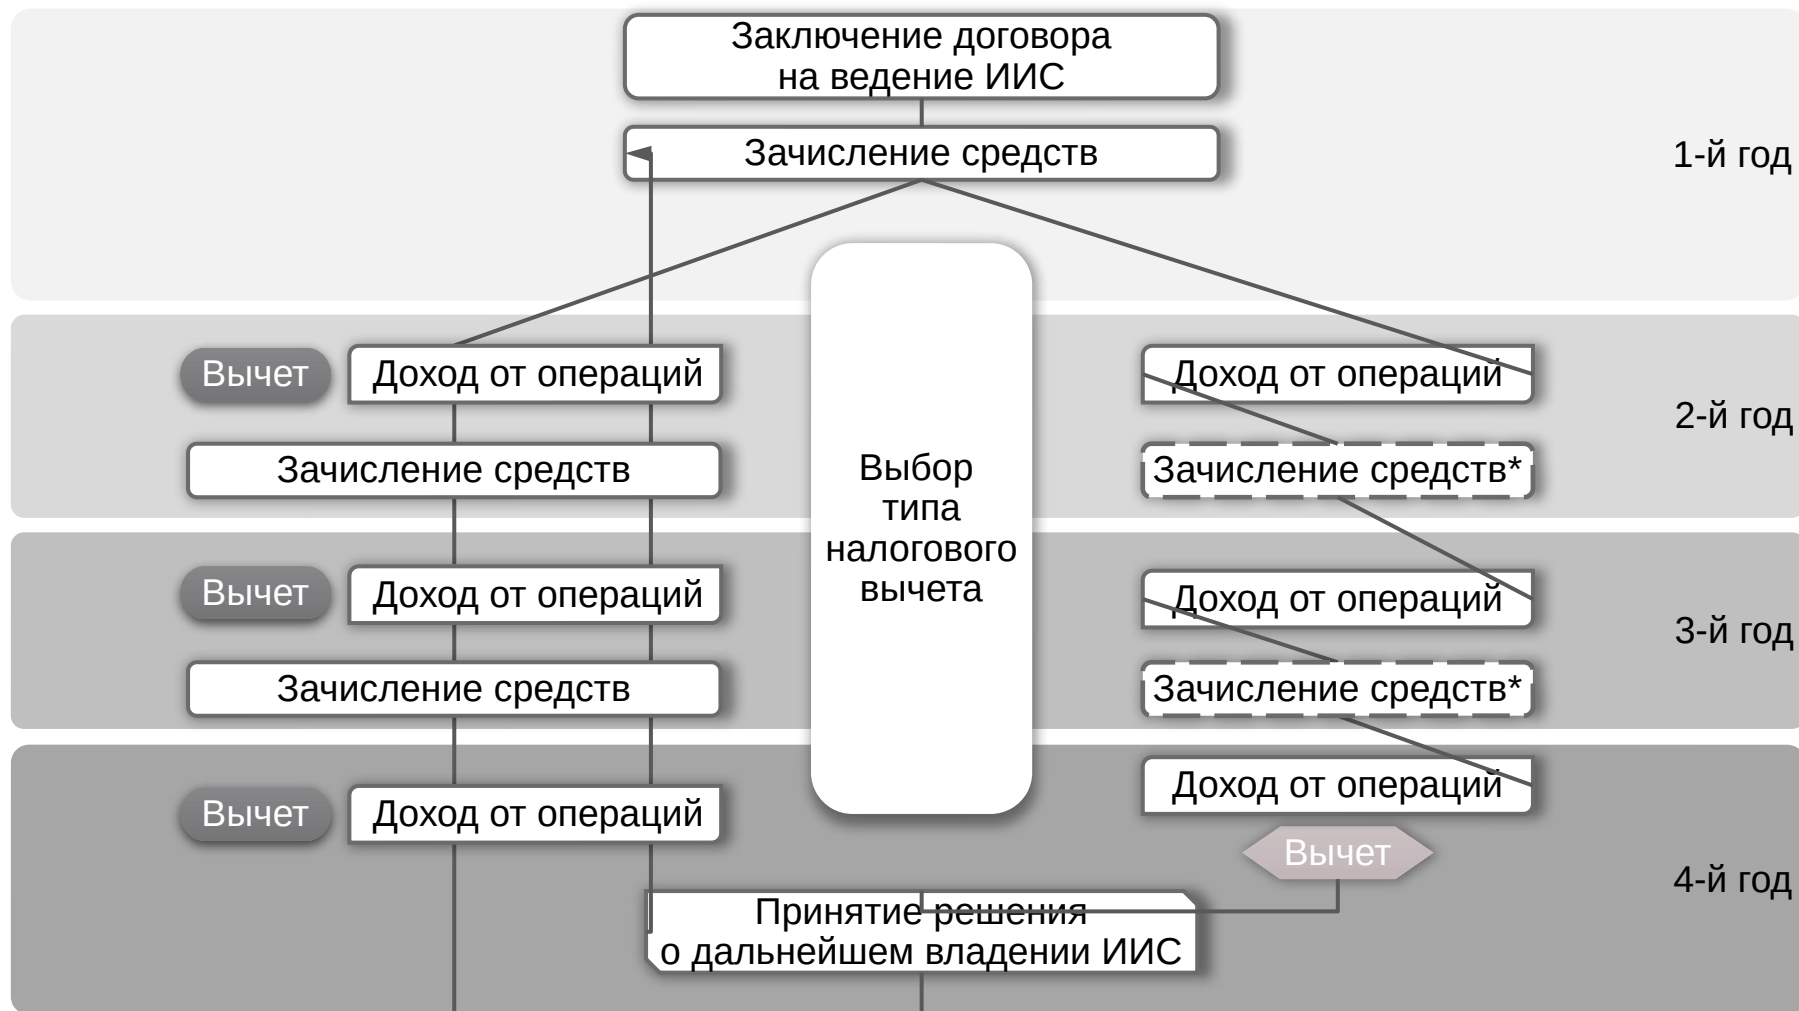 Заключение договора
на ведение ИИС
Зачисление средств
1-й год
Вычет
Доход от операций
Доход от операций
2-й год
Зачисление средств
Зачисление средств*
Выбор
типа
налогового
вычета
Вычет
Доход от операций
Доход от операций
3-й год
Зачисление средств
Зачисление средств*
Вычет
Доход от операций
Доход от операций
Вычет
4-й год
Принятие решения
о дальнейшем владении ИИС